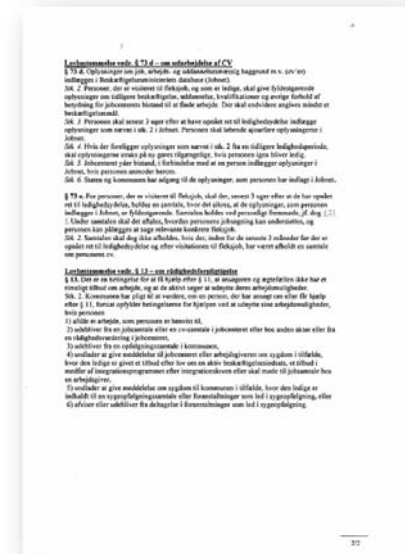 Lovbestemmelse vedr. § 73 d – om udarbejdelse af CV
§ 73 d. Oplysninger om job, arbejds- og uddannelsesmæssig baggrund m.v. (cv'er)
indlægges i Beskæftigelsesministeriets database (Jobnet).
Stk. 2. Personer, der er visiteret til fleksjob, og som er ledige, skal give fyldestgørende
oplysninger om tidligere beskæftigelse, uddannelse, kvalifikationer og øvrige forhold af
betydning for jobcenterets bistand til at finde arbejde. Der skal endvidere angives mindst et
beskæftigelsesmål.
Stk. 3. Personen skal senest 3 uger efter at have opnået ret til ledighedsydelse indlægge
oplysninger som nævnt i stk. 2 i Jobnet. Personen skal løbende ajourføre oplysningerne i
Jobnet.
Stk. 4. Hvis der foreligger oplysninger som nævnt i stk. 2 fra en tidligere ledighedsperiode,
skal oplysningerne straks på ny gøres tilgængelige, hvis personen igen bliver ledig.
Stk. 5. Jobcenteret yder bistand, i forbindelse med at en person indlægger oplysninger i
Jobnet, hvis personen anmoder herom.
Stk. 6. Staten og kommunen har adgang til de oplysninger, som personen har indlagt i Jobnet.
§ 73 e. For personer, der er visiteret til fleksjob, skal der, senest 3 uger efter at de har opnået
ret til ledighedsydelse, holdes en samtale, hvor det sikres, at de oplysninger, som personen
indlægger i Jobnet, er fyldestgørende. Samtalen holdes ved personligt fremmøde, jf. dog
Under samtalen skal det aftales, hvordan personens jobsøgning kan understøttes, og
personen kan pålægges at søge relevante konkrete fleksjob.
Stk. 2. Samtalen skal dog ikke afholdes, hvis der, inden for de seneste 3 måneder før der er
opnået ret til ledighedsydelse og efter visitationen til fleksjob, har været afholdt en samtale
om personens cv.
Lovbestemmelse vedr. § 13 – om rådighedsforpligtelse
§ 13. Det er en betingelse for at få hjælp efter § 11, at ansøgeren og ægtefællen ikke har et
rimeligt tilbud om arbejde, og at de aktivt søger at udnytte deres arbejdsmuligheder.
Stk. 2. Kommunen har pligt til at vurdere, om en person, der har ansøgt om eller får hjælp
efter § 11, fortsat opfylder betingelserne for hjælpen ved at udnytte sine arbejdsmuligheder,
hvis personen
1) afslår et arbejde, som personen er henvist til,
2) udebliver fra en jobsamtale eller en cv-samtale i jobcenteret eller hos anden aktør eller fra
en rådighedsvurdering i jobcenteret,
3) udebliver fra en opfølgningssamtale i kommunen,
4) undlader at give meddelelse til jobcenteret eller arbejdsgiveren om sygdom i tilfælde,
hvor den ledige er givet et tilbud efter lov om en aktiv beskæftigelsesindsats, et tilbud i
medfør af integrationsprogrammet efter integrationsloven eller skal møde til jobsamtale hos
en arbejdsgiver,
5) undlader at give meddelelse om sygdom til kommunen i tilfælde, hvor den ledige er
indkaldt til en sygeopfølgningssamtale eller foranstaltninger som led i sygeopfølgning, eller
6) afviser eller udebliver fra deltagelse i foranstaltninger som led i sygeopfølgning.
2/2